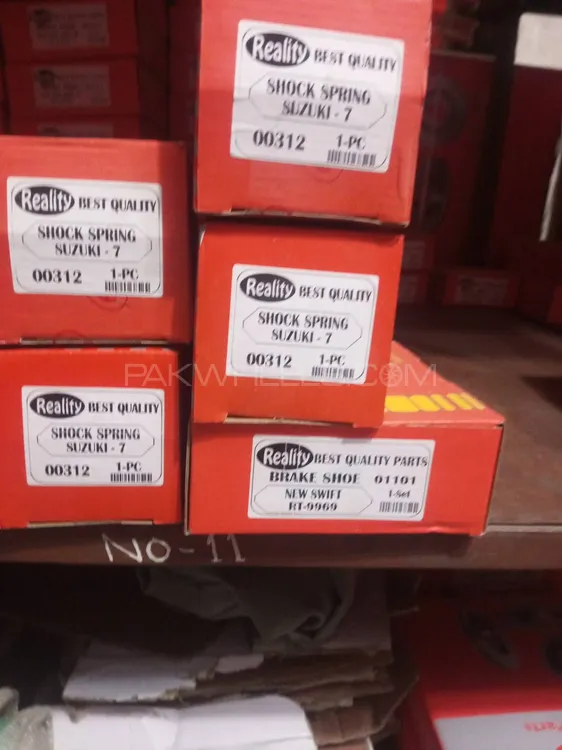 Reality BEST QUALITY
SHOCK SPRING
SUZUKI - 7
00312 1-PC
Reality BEST QUALITY
SHOCK SPRING
SUZUKI - 7
00312 1-PC
Reality BEST QUALITY
SHOCK SPRING
SUZUKI - 7
00312 1-PC
PAKWHEELS.COM
Reality BEST QUALITY
SHOCK SPRING
SUZUKI - 7
00312 1-PC
Reality BEST QUALITY PARTS
BRAKE SHOE 01101
NEW SWIFT 1-Set
RT-9969
NO-11
Parts